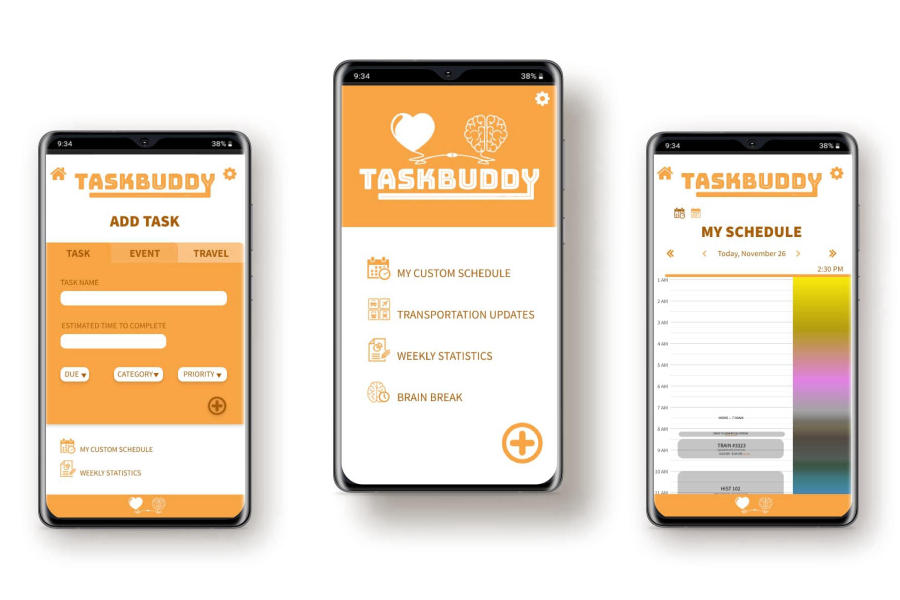 9:34
38%
TASKBUDDY
ADD TASK
TASK
EVENT
TRAVEL
TASK NAME
ESTIMATED TIME TO COMPLETE
DUE
CATEGORY
PRIORITY
MY CUSTOM SCHEDULE
WEEKLY STATISTICS
9:34
38%
TASKBUDDY
MY CUSTOM SCHEDULE
TRANSPORTATION UPDATES
WEEKLY STATISTICS
BRAIN BREAK
9:34
38%
TASKBUDDY
MY SCHEDULE
Today, November 26
2:30 PM
1 AM
2 AM
3 AM
4 AM
5 AM
6 AM
7 AM
8 AM
9 AM
TRAIN #3323
10 AM
HIST 102
11 AM